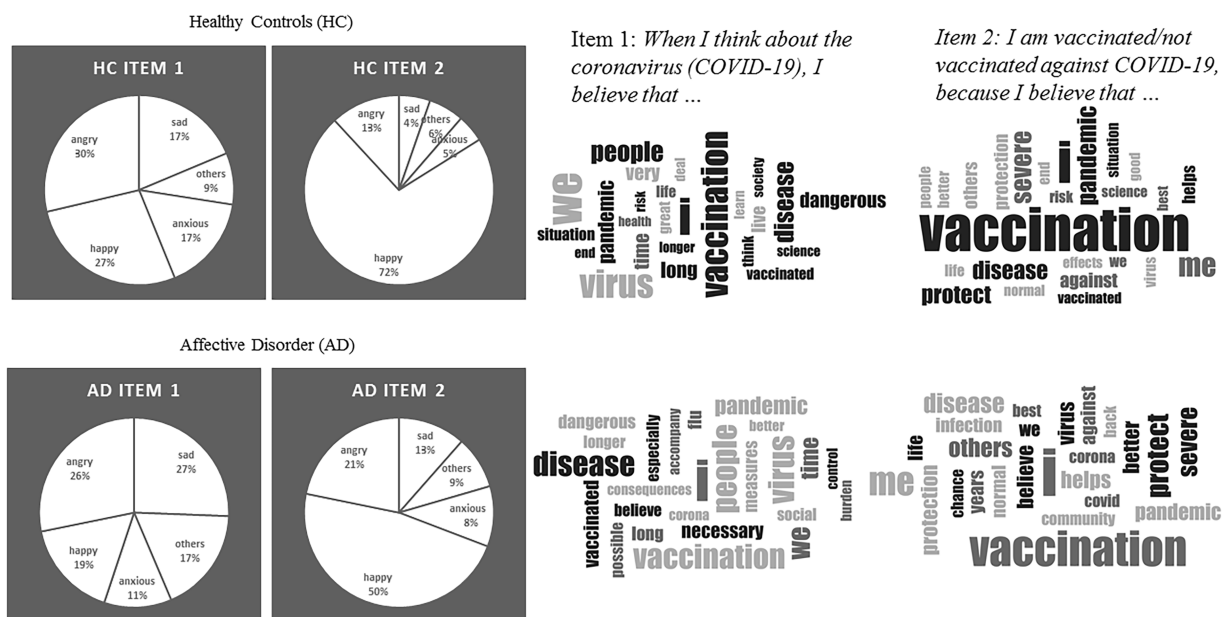 Healthy Controls (HC)
HC ITEM 1
sad
17%
others
9%
anxious
17%
happy
27%
angry
30%
HC ITEM 2
sad
4%
others
6%
anxious
5%
happy
72%
angry
13%
Item 1: When I think about the
coronavirus (COVID-19), I
believe that ...
people
very
deal
we
pandemic
risk
life
great
i
vaccination
learn
society
live
disease
dangerous
situation
end
health
time
longer
think
science
virus
long
vaccinated
Item 2: I am vaccinated/not
vaccinated against COVID-19,
because I believe that ...
people
better
others
protection
severe
end
risk
i
pandemic
situation
science
good
best
helps
vaccination
life
disease
effects
we
virus
me
protect
normal
against
vaccinated
Affective Disorder (AD)
AD ITEM 1
sad
27%
others
17%
anxious
11%
happy
19%
angry
26%
AD ITEM 2
sad
13%
others
9%
anxious
8%
happy
50%
angry
21%
dangerous
longer
especially
accompany
flu
pandemic
better
disease
i
people
measures
virus
time
control
burden
vaccinated
consequences
believe
corona
social
possible
long
necessary
we
vaccination
disease
infection
best
we
virus
against
back
others
corona
better
protect
severe
life
me
protection
chance
years
normal
believe
i
helps
covid
community
pandemic
vaccination